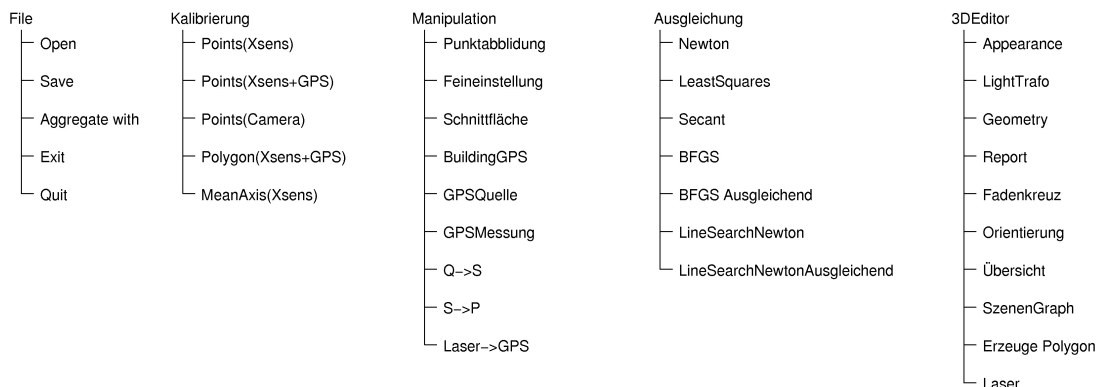 File
Open
Save
Aggregate with
Exit
Quit
Kalibrierung
Points(Xsens)
Points(Xsens+GPS)
Points(Camera)
Polygon(Xsens+GPS)
MeanAxis(Xsens)
Manipulation
Punktabblidung
Feineinstellung
Schnittfläche
BuildingGPS
GPSQuelle
GPSMessung
Q−>S
S−>P
Laser−>GPS
Ausgleichung
Newton
LeastSquares
Secant
BFGS
BFGS Ausgleichend
LineSearchNewton
LineSearchNewtonAusgleichend
3DEditor
Appearance
LightTrafo
Geometry
Report
Fadenkreuz
Orientierung
Übersicht
SzenenGraph
Erzeuge Polygon
Laser